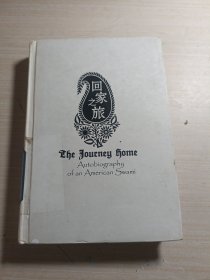 回家
之旅
The Journey Home
Autobiography
of an American Swami